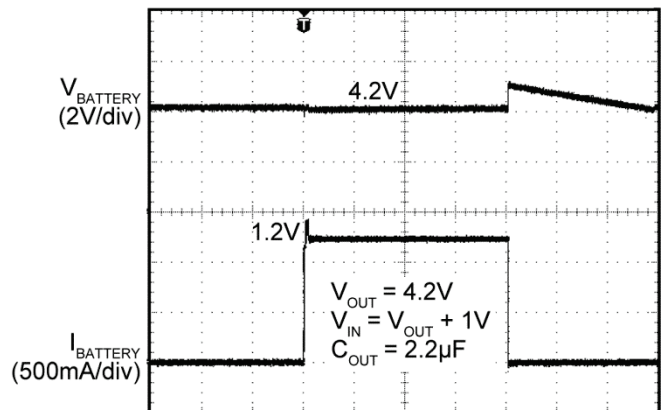 T
V_BATTERY
(2V/div)
4.2V
1.2V
V_OUT = 4.2V
V_IN = V_OUT + 1V
C_OUT = 2.2µF
I_BATTERY
(500mA/div)